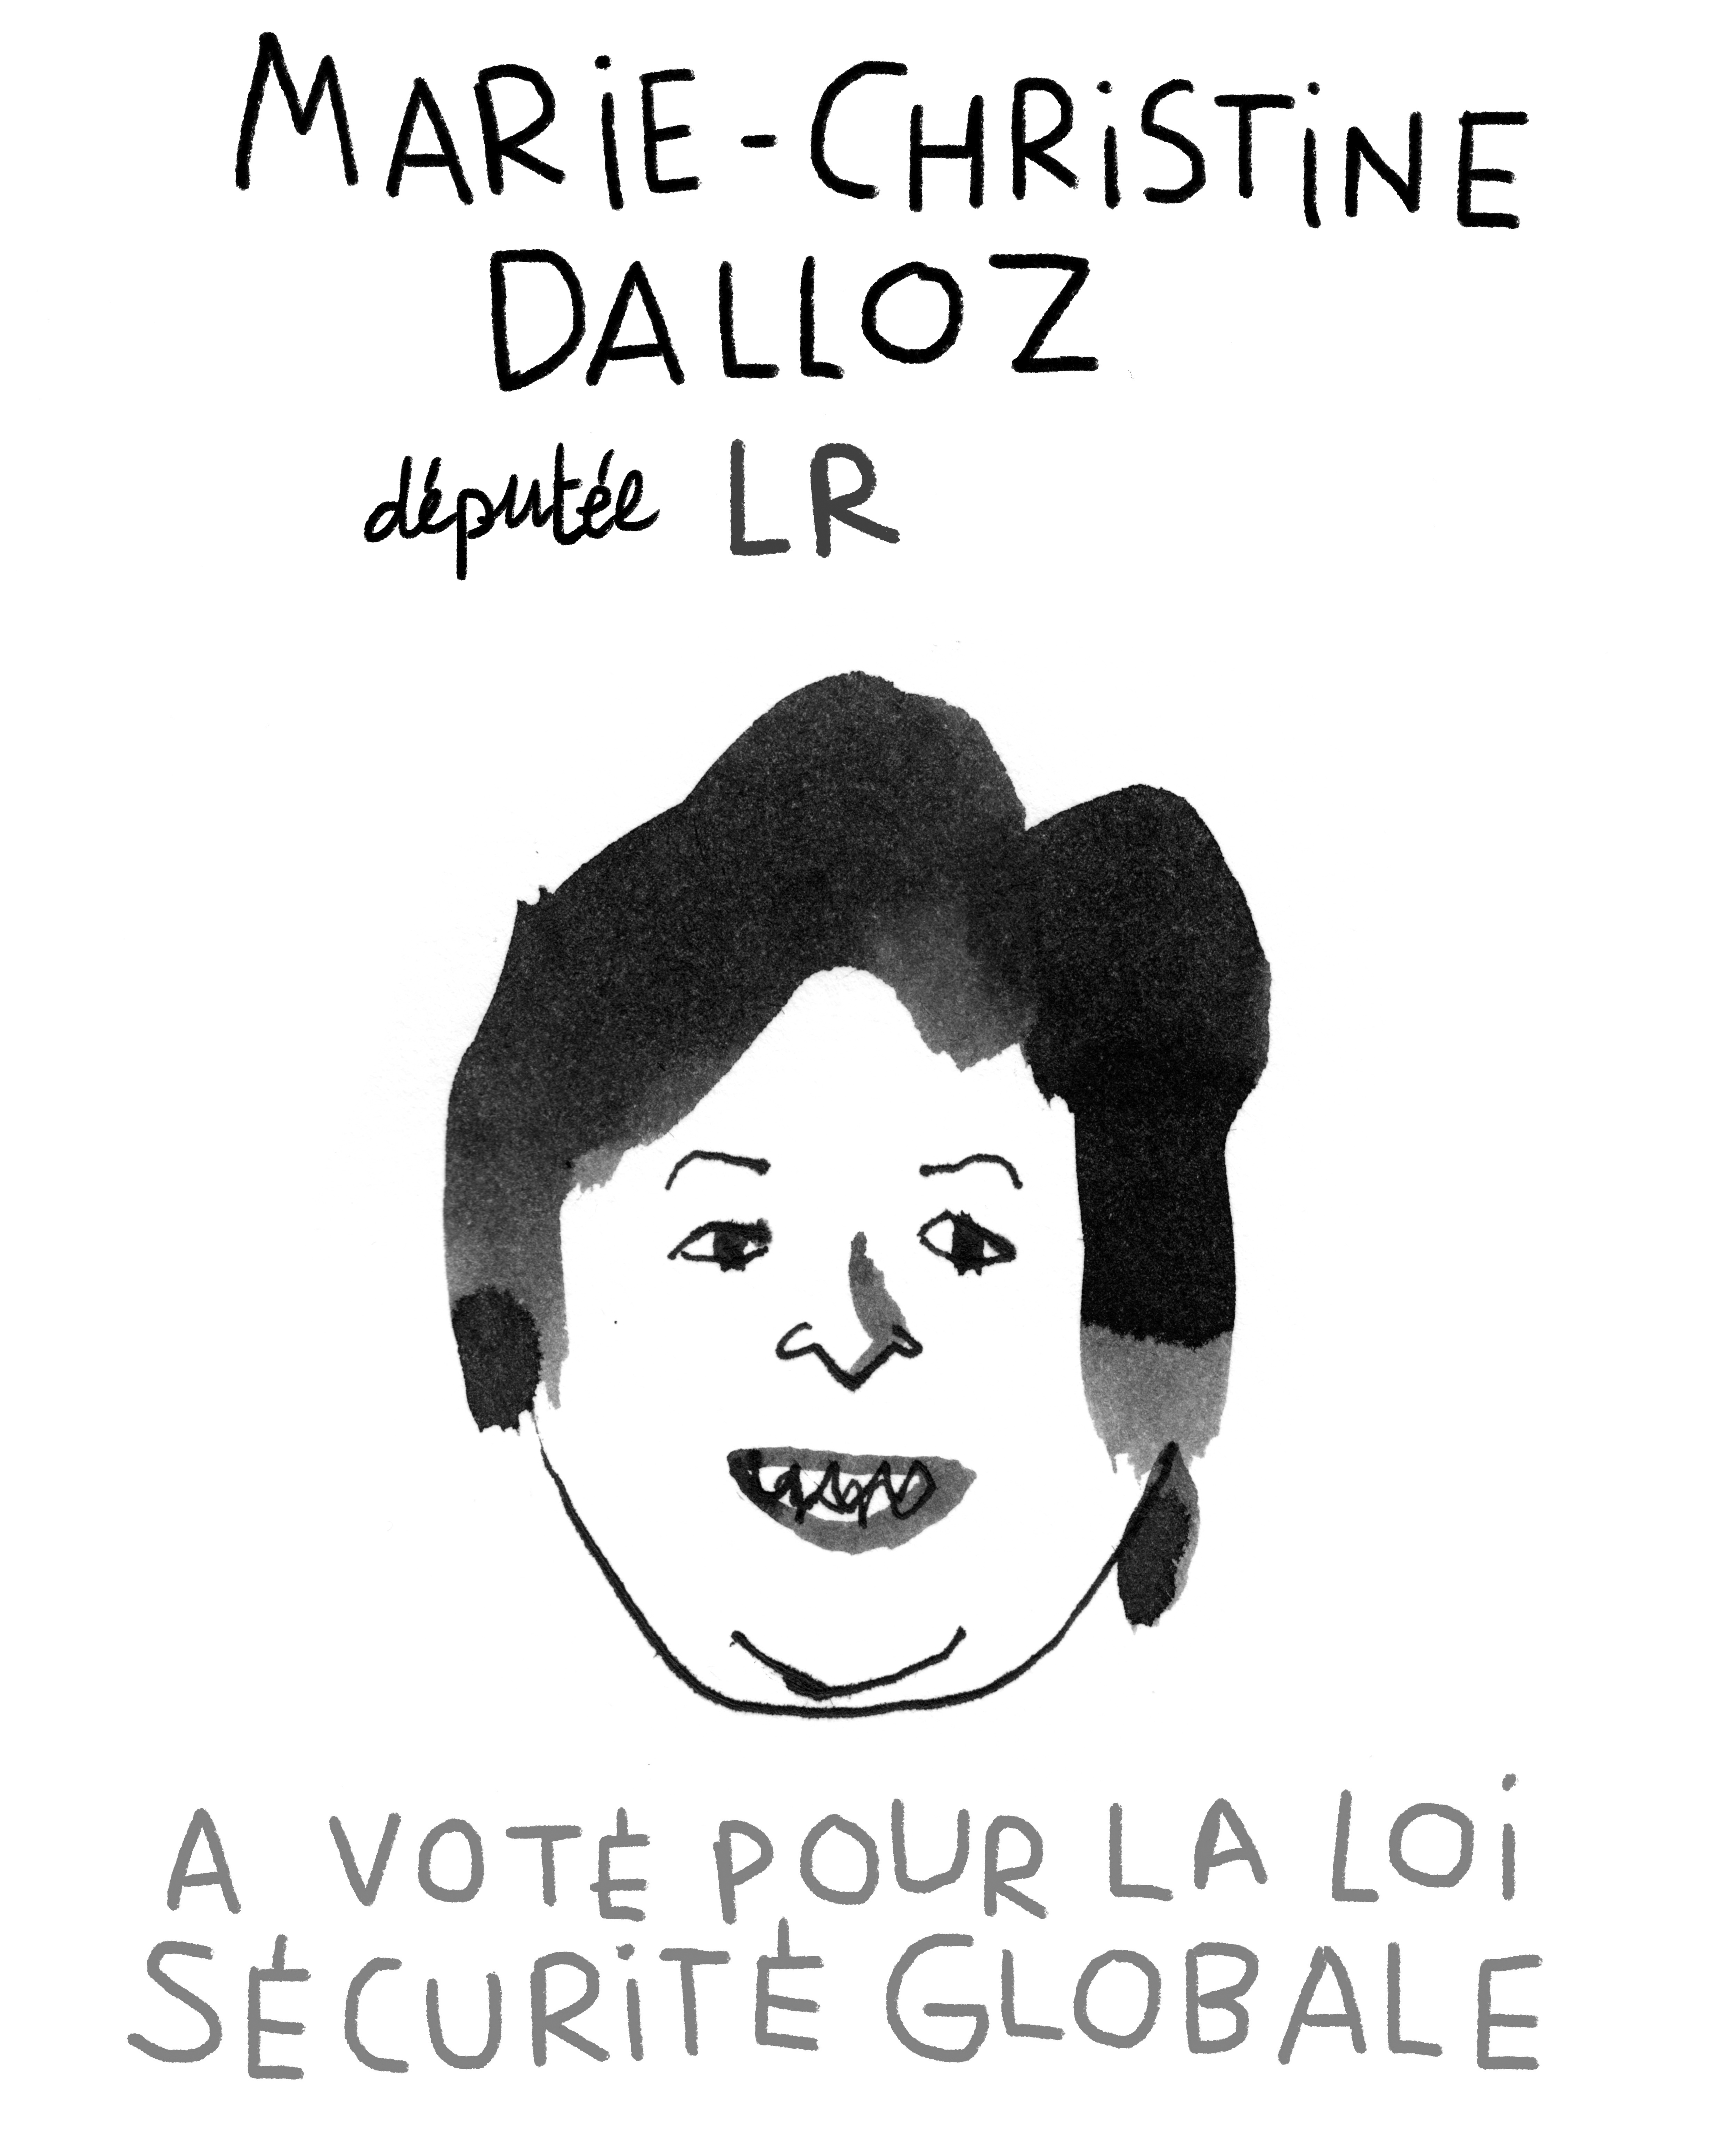 MARiE-CHRiSTiNE
DALLOZ
députée LR
A VOTÉ POUR LA LOi
SÉCURiTÉ GLOBALE